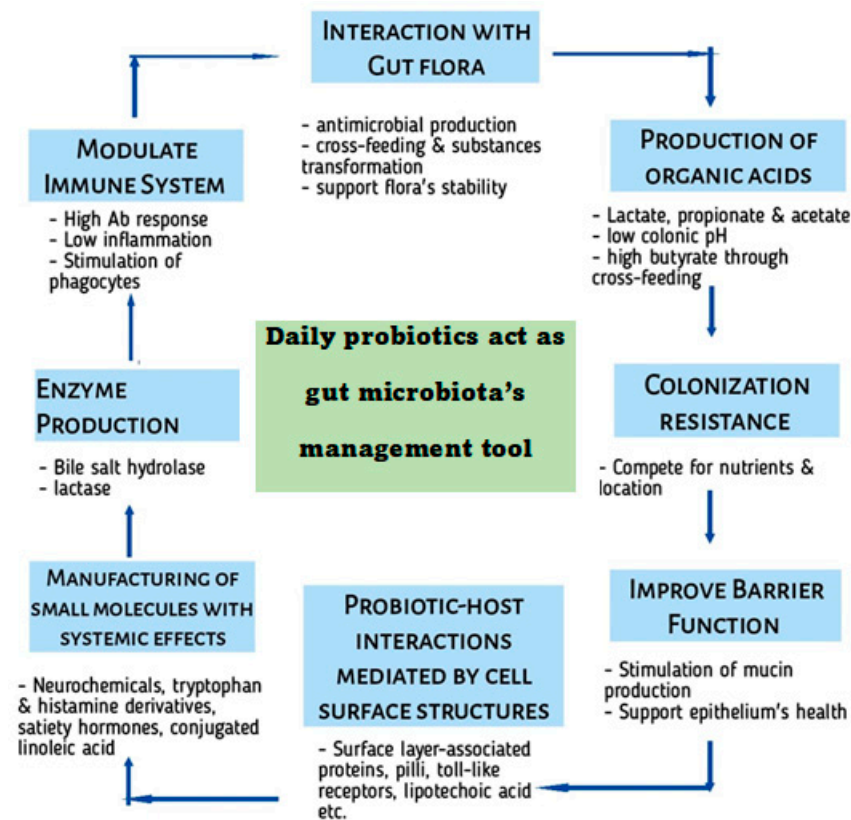 INTERACTION WITH
GUT FLORA
- antimicrobial production
- cross-feeding & substances
transformation
- support flora's stability
PRODUCTION OF
ORGANIC ACIDS
- Lactate, propionate & acetate
- low colonic pH
- high butyrate through
cross-feeding
COLONIZATION
RESISTANCE
- Compete for nutrients &
location
IMPROVE BARRIER
FUNCTION
- Stimulation of mucin
production
- Support epithelium's health
PROBIOTIC-HOST
INTERACTIONS
MEDIATED BY CELL
SURFACE STRUCTURES
- Surface layer-associated
proteins, pilli, toll-like
receptors, lipotechoic acid
etc.
MANUFACTURING OF
SMALL MOLECULES WITH
SYSTEMIC EFFECTS
- Neurochemicals, tryptophan
& histamine derivatives,
satiety hormones, conjugated
linoleic acid
ENZYME
PRODUCTION
- Bile salt hydrolase
- lactase
MODULATE
IMMUNE SYSTEM
- High Ab response
- Low inflammation
- Stimulation of
phagocytes
Daily probiotics act as
gut microbiota's
management tool